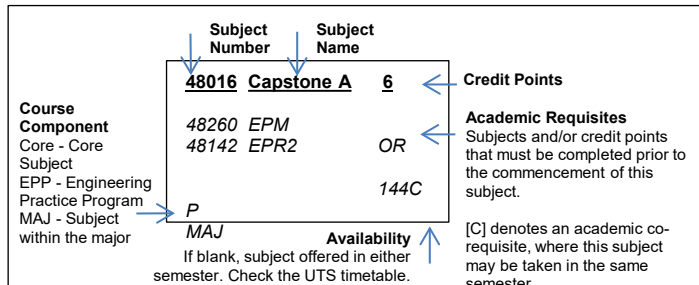 Subject Number
Subject Name
48016 Capstone A 6
Credit Points
48260 EPM
48142 EPR2 OR
144C
P
MAJ
Course Component
Core - Core
Subject
EPP - Engineering
Practice Program
MAJ - Subject
within the major
Academic Requisites
Subjects and/or credit points
that must be completed prior to
the commencement of this
subject.
[C] denotes an academic co-
requisite, where this subject
may be taken in the same
semester
Availability
If blank, subject offered in either
semester. Check the UTS timetable.